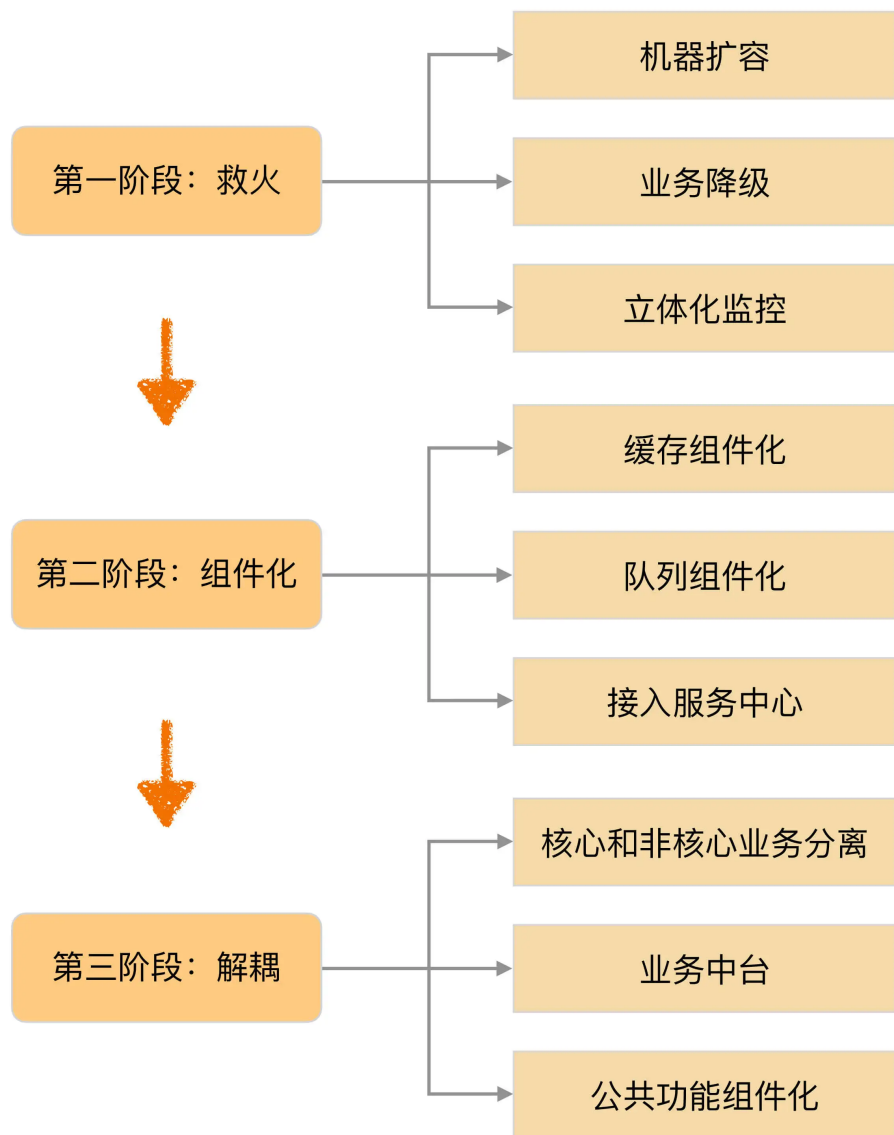 第一阶段：救火
机器扩容
业务降级
立体化监控
第二阶段：组件化
缓存组件化
队列组件化
接入服务中心
第三阶段：解耦
核心和非核心业务分离
业务中台
公共功能组件化